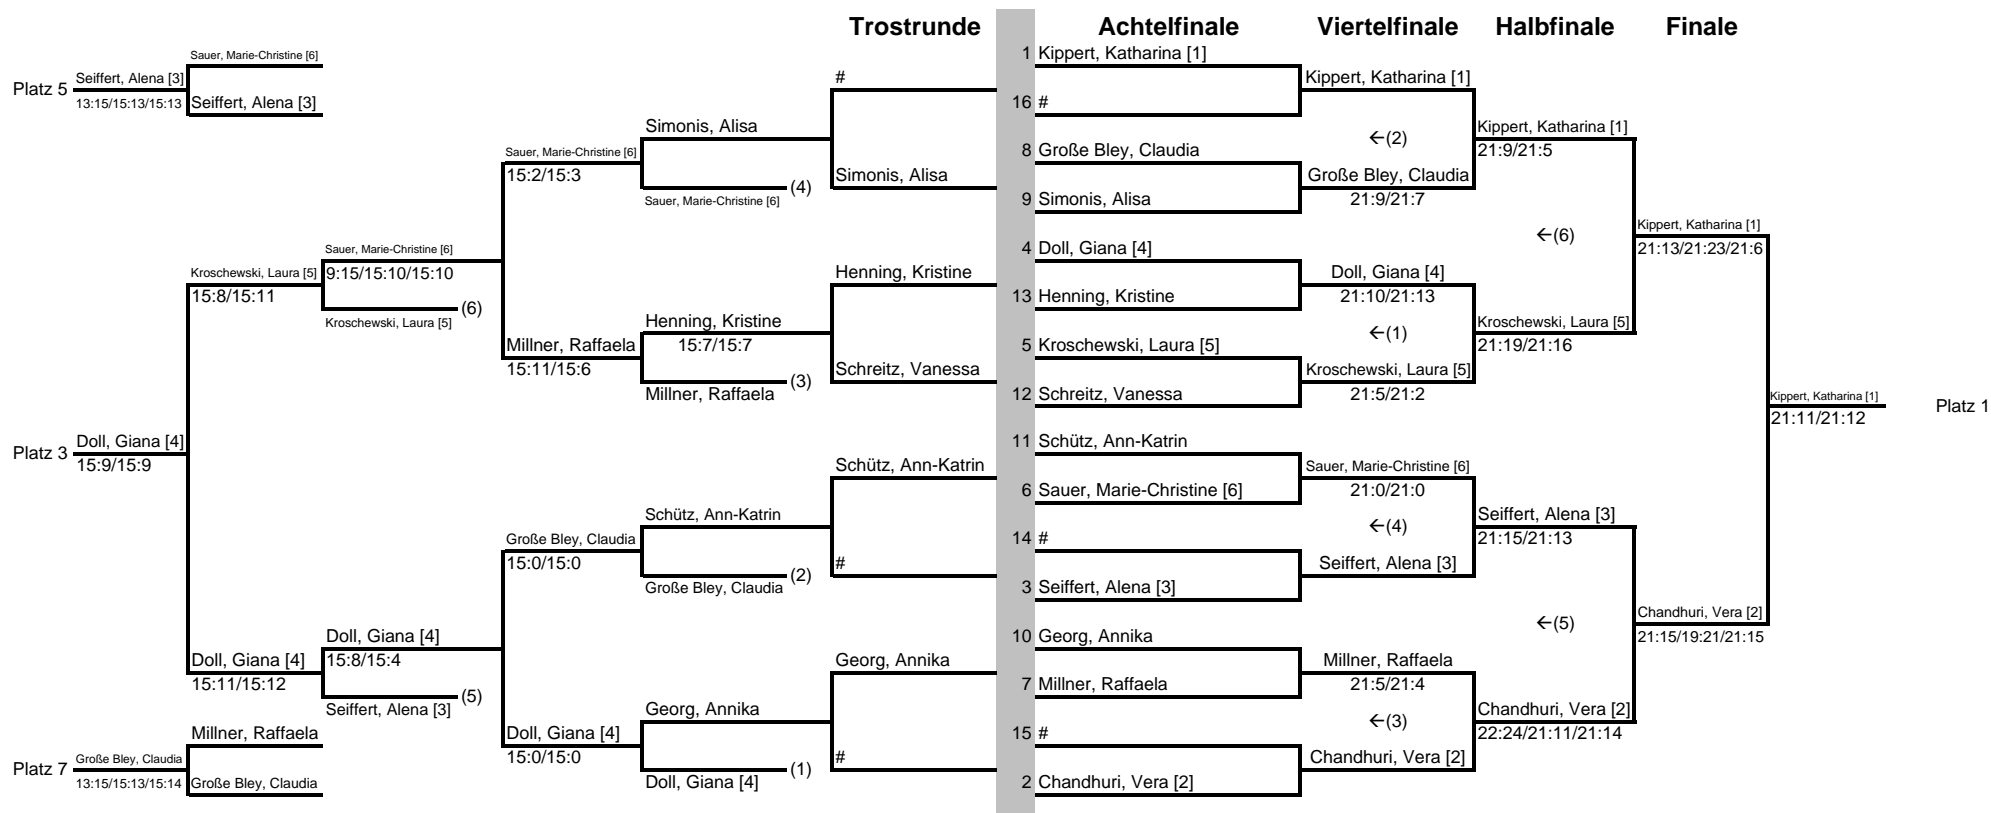 Trostrunde Achtelfinale Viertelfinale Halbfinale Finale
Platz 5
Seiffert, Alena [3]
13:15/15:13/15:13
Sauer, Marie-Christine [6]
Seiffert, Alena [3]
Platz 3
Doll, Giana [4]
15:9/15:9
Platz 7
Große Bley, Claudia
13:15/15:13/15:14
Millner, Raffaela
Große Bley, Claudia
Kroschewski, Laura [5]
15:8/15:11
Doll, Giana [4]
15:11/15:12
Sauer, Marie-Christine [6]
9:15/15:10/15:10
(6)
Kroschewski, Laura [5]
Doll, Giana [4]
15:8/15:4
(5)
Seiffert, Alena [3]
Sauer, Marie-Christine [6]
15:2/15:3
Millner, Raffaela
15:11/15:6
Große Bley, Claudia
15:0/15:0
Doll, Giana [4]
15:0/15:0
Simonis, Alisa
(4)
Sauer, Marie-Christine [6]
Henning, Kristine
15:7/15:7
(3)
Millner, Raffaela
Schütz, Ann-Katrin
(2)
Große Bley, Claudia
Georg, Annika
(1)
Doll, Giana [4]
#
Simonis, Alisa
Henning, Kristine
Schreitz, Vanessa
Schütz, Ann-Katrin
#
Georg, Annika
#
1 Kippert, Katharina [1]
16 #
8 Große Bley, Claudia
9 Simonis, Alisa
4 Doll, Giana [4]
13 Henning, Kristine
5 Kroschewski, Laura [5]
12 Schreitz, Vanessa
11 Schütz, Ann-Katrin
6 Sauer, Marie-Christine [6]
14 #
3 Seiffert, Alena [3]
10 Georg, Annika
7 Millner, Raffaela
15 #
2 Chandhuri, Vera [2]
Kippert, Katharina [1]
←(2)
Große Bley, Claudia
21:9/21:7
Doll, Giana [4]
21:10/21:13
←(1)
Kroschewski, Laura [5]
21:5/21:2
Sauer, Marie-Christine [6]
21:0/21:0
←(4)
Seiffert, Alena [3]
Millner, Raffaela
21:5/21:4
←(3)
Chandhuri, Vera [2]
Kippert, Katharina [1]
21:9/21:5
←(6)
Kroschewski, Laura [5]
21:19/21:16
Seiffert, Alena [3]
21:15/21:13
←(5)
Chandhuri, Vera [2]
22:24/21:11/21:14
Kippert, Katharina [1]
21:13/21:23/21:6
Chandhuri, Vera [2]
21:15/19:21/21:15
Kippert, Katharina [1]
21:11/21:12
Platz 1